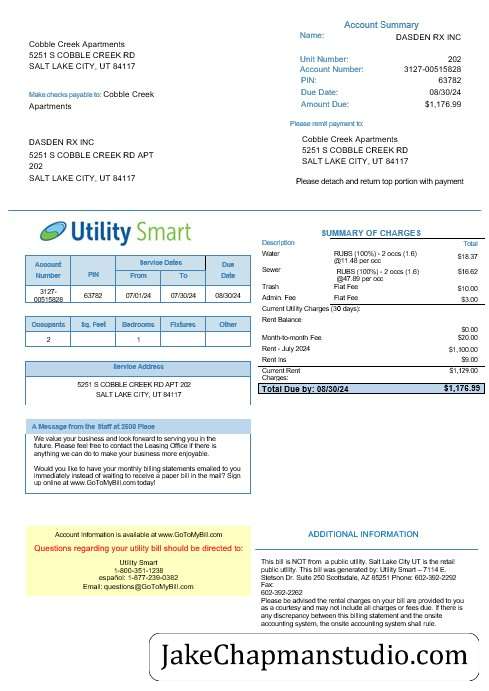 Account Summary
Name: DASDEN RX INC
Unit Number: 202
Account Number: 3127-00515828
PIN: 63782
Due Date: 08/30/24
Amount Due: $1,176.99
Cobble Creek Apartments
5251 S COBBLE CREEK RD
SALT LAKE CITY, UT 84117
Make checks payable to: Cobble Creek
Apartments
Please remit payment to:
DASDEN RX INC
5251 S COBBLE CREEK RD APT
202
SALT LAKE CITY, UT 84117
Cobble Creek Apartments
5251 S COBBLE CREEK RD
SALT LAKE CITY, UT 84117
Please detach and return top portion with payment
Utility Smart
Account Number PIN Service Dates From To Due Date
3127-00515828 63782 07/01/24 07/30/24 08/30/24
Occupants Sq. Feet Bedrooms Fixtures Other
2 1
Service Address
5251 S COBBLE CREEK RD APT 202
SALT LAKE CITY, UT 84117
A Message from the Staff at 2608 Place
We value your business and look forward to serving you in the
future. Please feel free to contact the Leasing Office if there is
anything we can do to make your business more enjoyable.
Would you like to have your monthly billing statements emailed to you
immediately instead of waiting to receive a paper bill in the mail? Sign
up online at www.GoToMyBill.com today!
SUMMARY OF CHARGES
Description Total
Water RUBS (100%) - 2 occs (1.6) @11.48 per occ $18.37
Sewer RUBS (100%) - 2 occs (1.6) @47.89 per occ $16.62
Trash Flat Fee $10.00
Admin. Fee Flat Fee $3.00
Current Utility Charges (30 days):
Rent Balance $0.00
Month-to-month Fee $20.00
Rent - July 2024 $1,100.00
Rent Ins $9.00
Current Rent Charges: $1,129.00
Total Due by: 08/30/24 $1,176.99
Account information is available at www.GoToMyBill.com
Questions regarding your utility bill should be directed to:
Utility Smart
1-800-351-1238
español: 1-877-239-0382
Email: questions@GoToMyBill.com
ADDITIONAL INFORMATION
This bill is NOT from a public utility. Salt Lake City UT is the retail
public utility. This bill was generated by: Utility Smart – 7114 E.
Stetson Dr. Suite 250 Scottsdale, AZ 85251 Phone: 602-392-2292
Fax:
602-392-2262
Please be advised the rental charges on your bill are provided to you
as a courtesy and may not include all charges or fees due. If there is
any discrepancy between this billing statement and the onsite
accounting system, the onsite accounting system shall rule.
JakeChapmanstudio.com